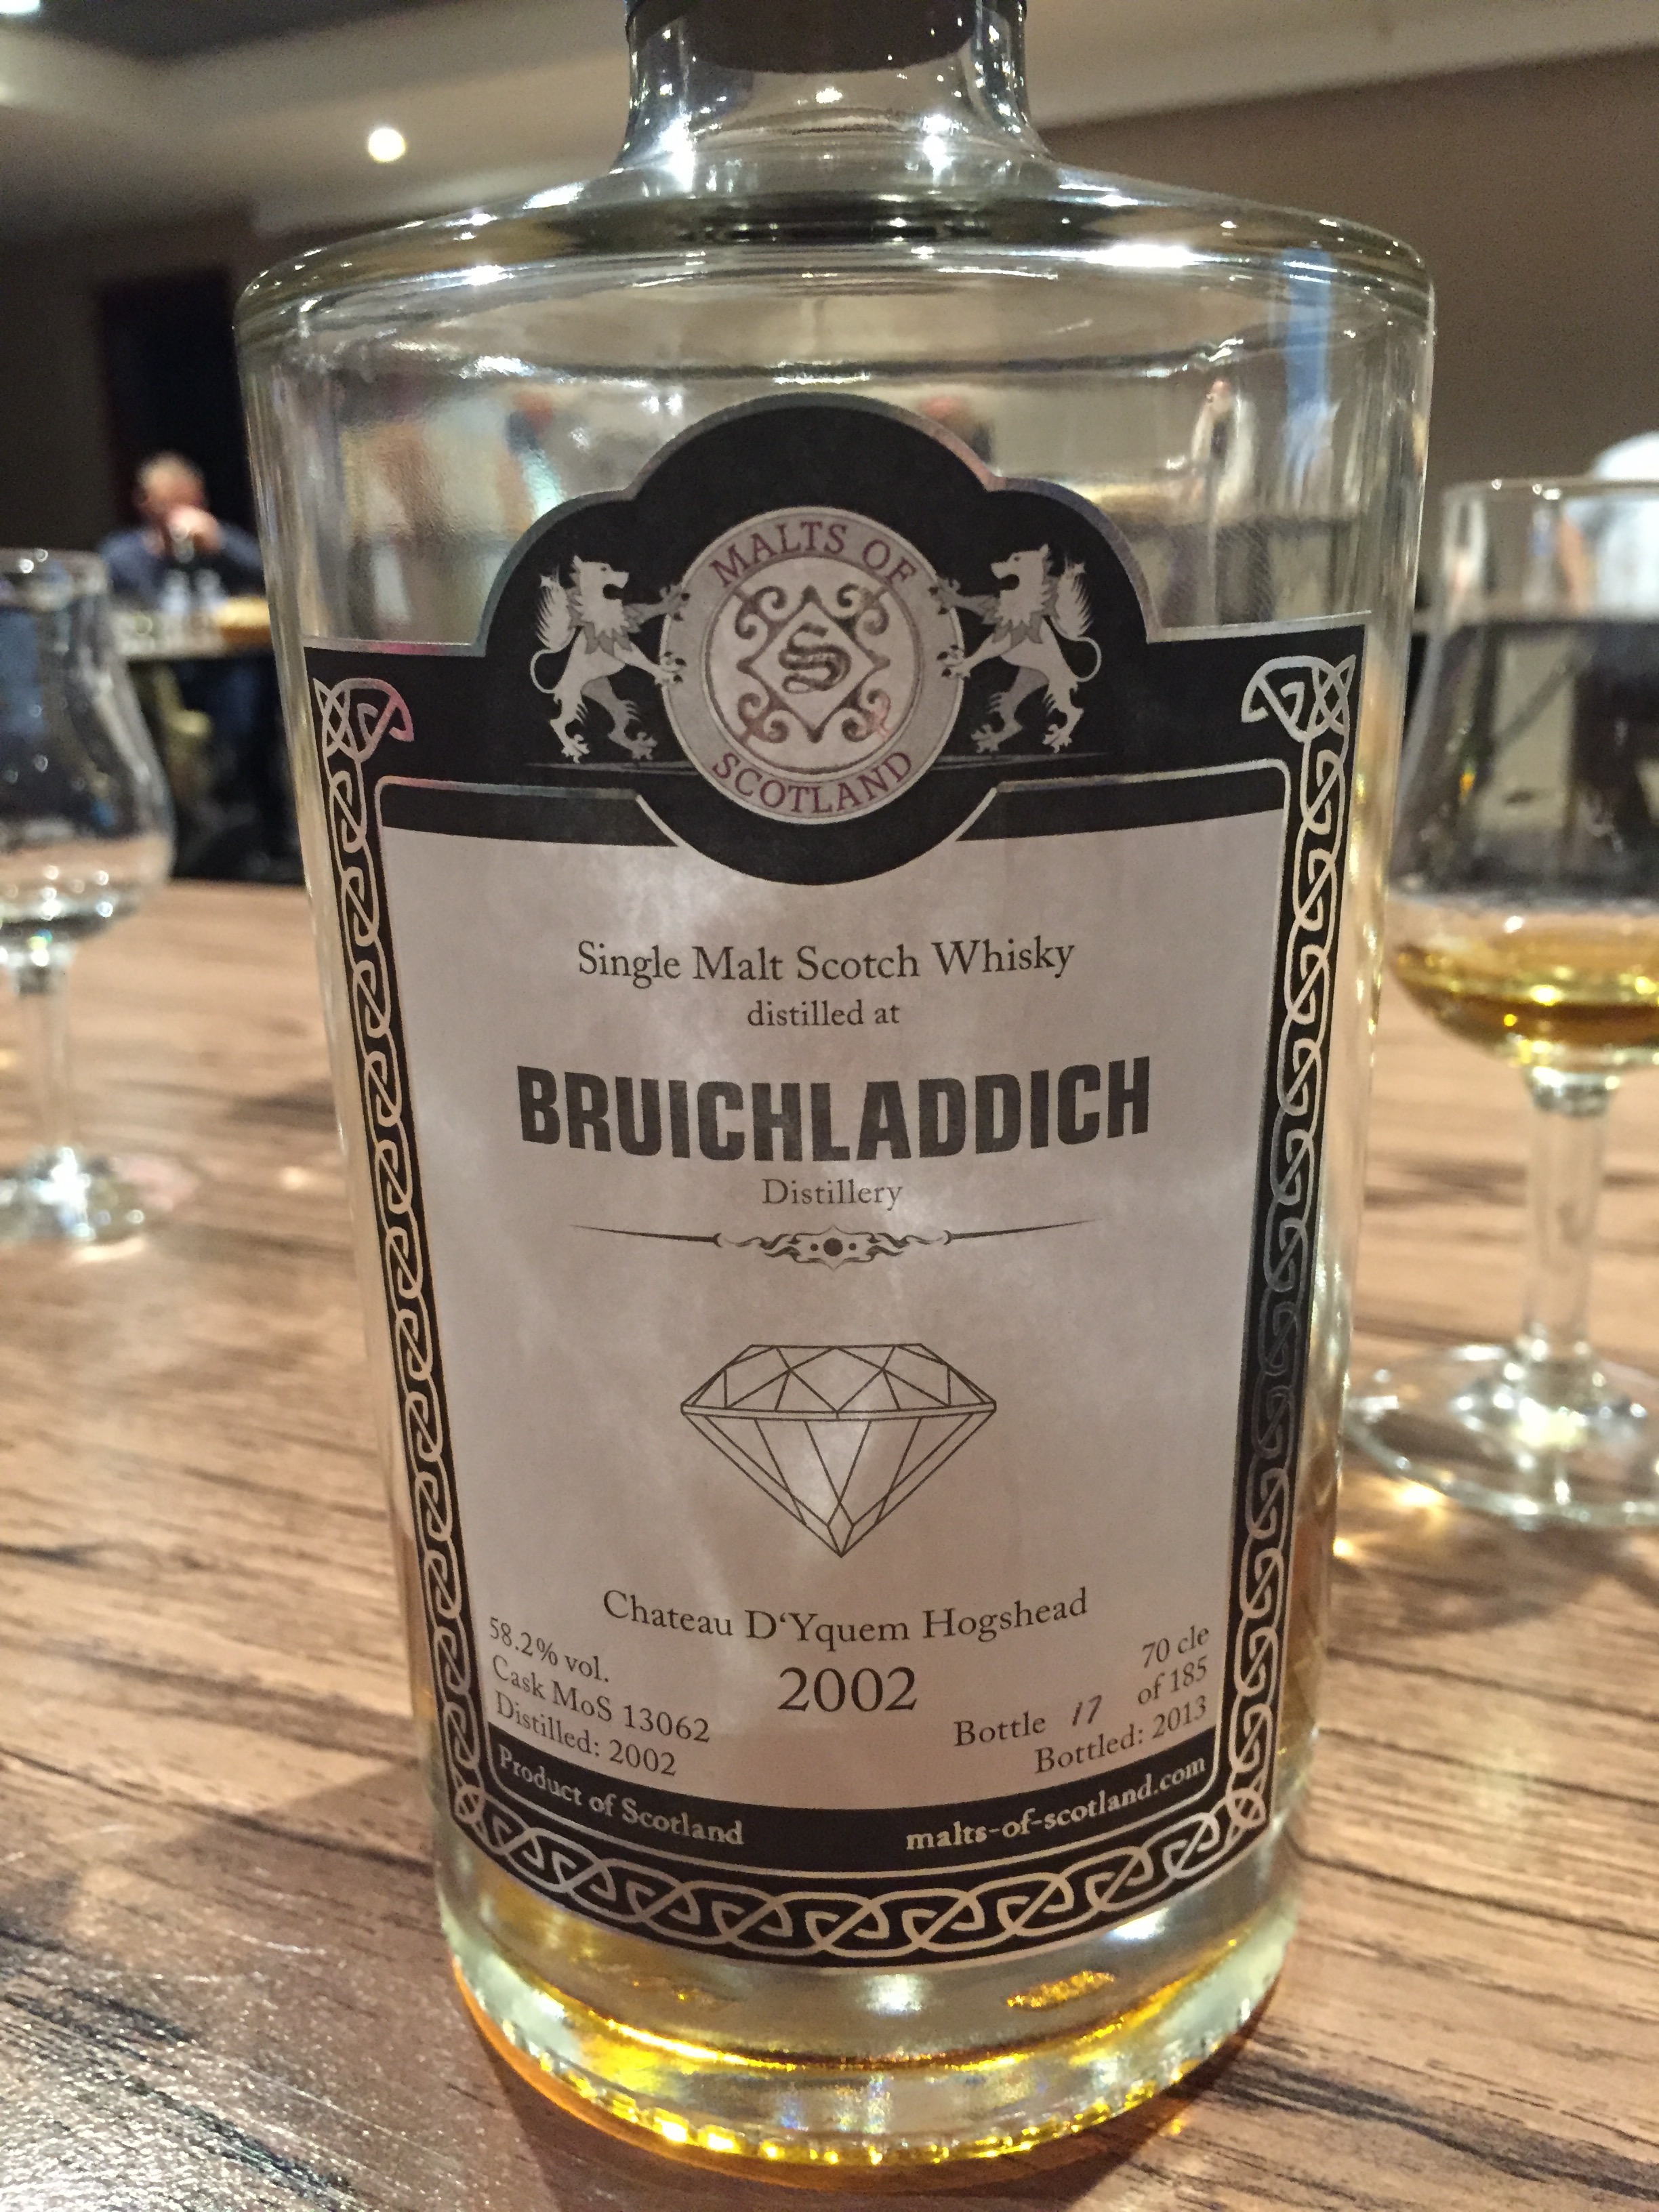 MALTS OF
S
SCOTLAND
Single Malt Scotch Whisky
distilled at
BRUICHLADDICH
Distillery
Chateau D‘Yquem Hogshead
2002
58.2% vol.
Cask MoS 13062
Distilled: 2002
70 cle
Bottle 17 of 185
Bottled: 2013
Product of Scotland
malts-of-scotland.com